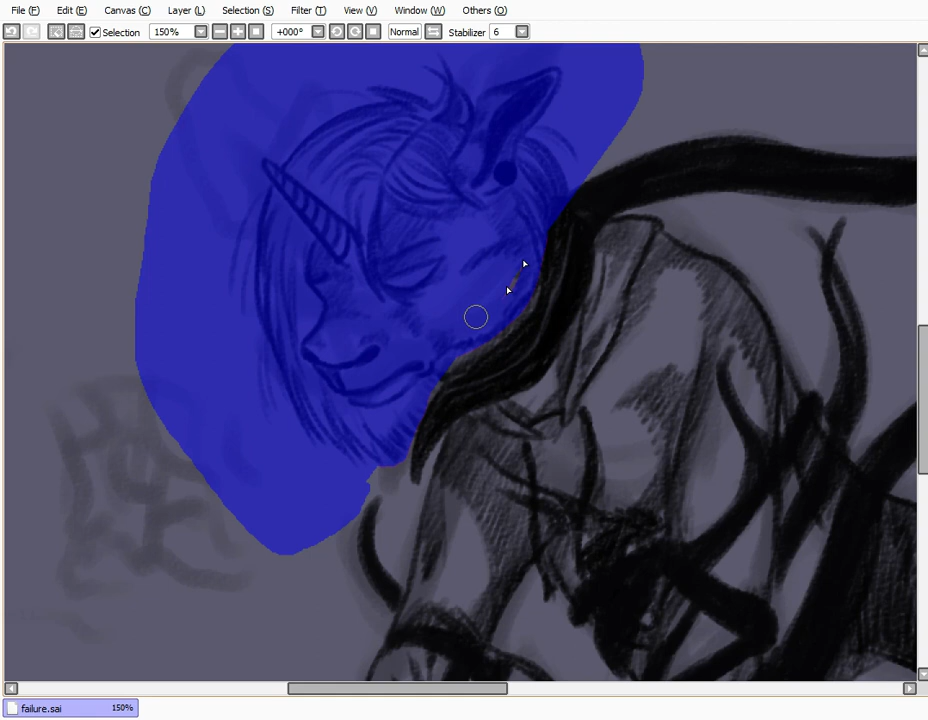 File (F) Edit (E) Canvas (C) Layer (L) Selection (S) Filter (T) View (V) Window (W) Others (O)
Selection 150% +000° Normal Stabilizer 6
failure.sai 150%